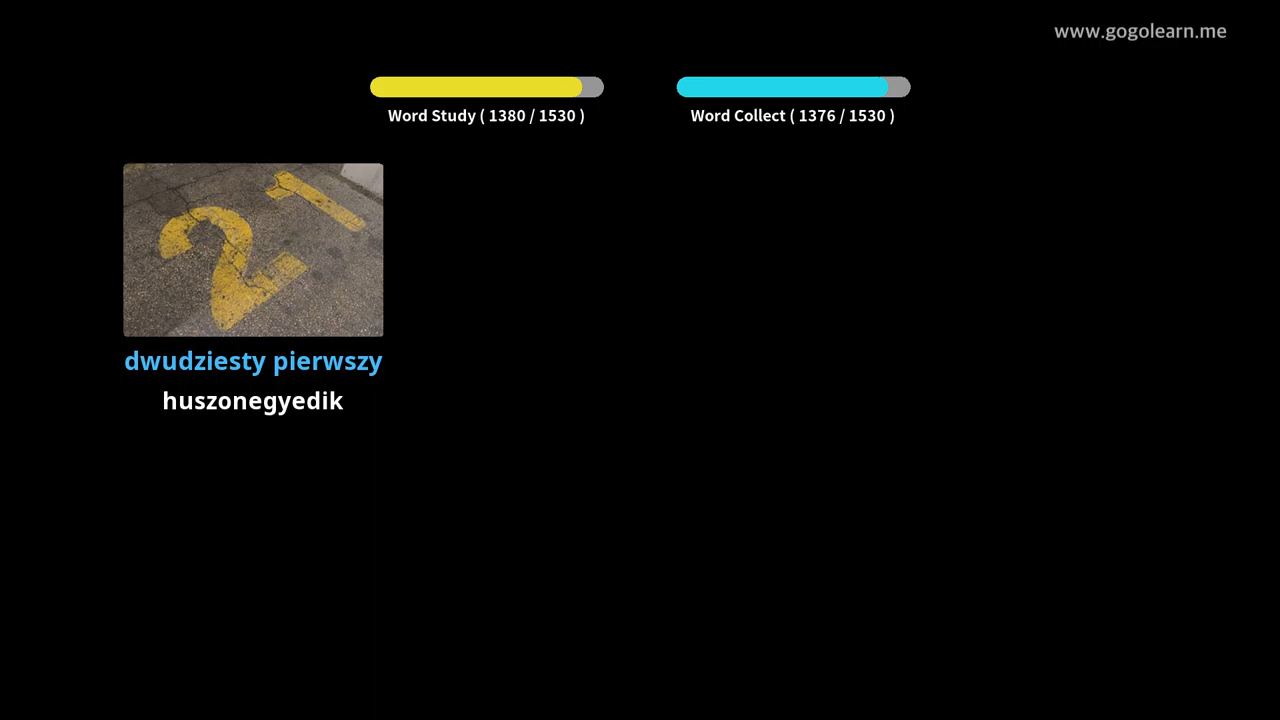 www.gogolearn.me
Word Study ( 1380 / 1530 )
Word Collect ( 1376 / 1530 )
21
dwudziesty pierwszy
huszonegyedik